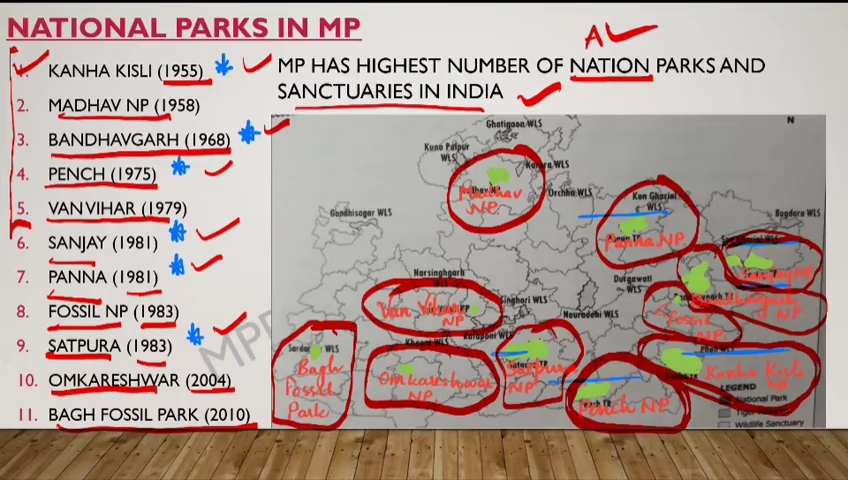 NATIONAL PARKS IN MP
1. KANHA KISLI (1955)
2. MADHAV NP (1958)
3. BANDHAVGARH (1968)
4. PENCH (1975)
5. VAN VIHAR (1979)
6. SANJAY (1981)
7. PANNA (1981)
8. FOSSIL NP (1983)
9. SATPURA (1983)
10. OMKARESHWAR (2004)
11. BAGH FOSSIL PARK (2010)
A
MP HAS HIGHEST NUMBER OF NATION PARKS AND
SANCTUARIES IN INDIA
N
Ghatigaon WLS
Kuno Palpur
WLS
Madhav
NP
Orchha WLS
Ken Gharial
WLS
Panna NP
Gandhisagar WLS
Bagdara WLS
Sanjay NP
Narsinghgarh
WLS
Van Vihar
NP
Singhori WLS
Durgawati
Fossil
NP
Nauradehi WLS
Sardarpur WLS
Bagh
Fossil
Park
Omkareshwar
NP
Satpura
NP
Pench NP
Phen WLS
Kanha Kisli
NP
LEGEND
National Park
Wildlife Sanctuary